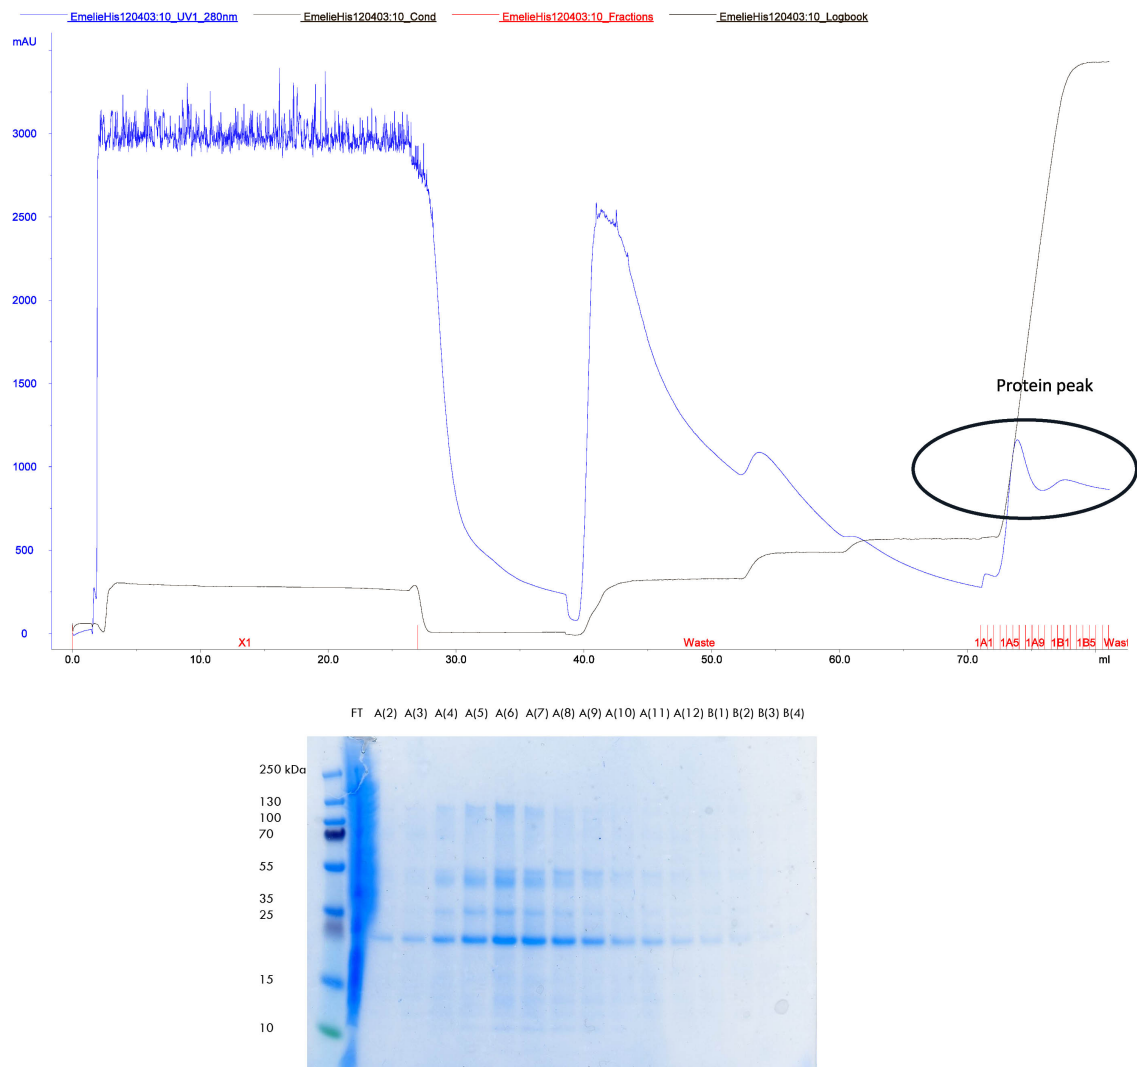 EmelieHis120403:10_UV1_280nm EmelieHis120403:10_Cond EmelieHis120403:10_Fractions EmelieHis120403:10_Logbook
mAU
3000
2500
2000
1500
Protein peak
1000
500
0
X1 Waste 1A1 1A5 1A9 1B1 1B5 Wast
0.0 10.0 20.0 30.0 40.0 50.0 60.0 70.0 ml
FT A(2) A(3) A(4) A(5) A(6) A(7) A(8) A(9) A(10) A(11) A(12) B(1) B(2) B(3) B(4)
250 kDa
130
100
70
55
35
25
15
10